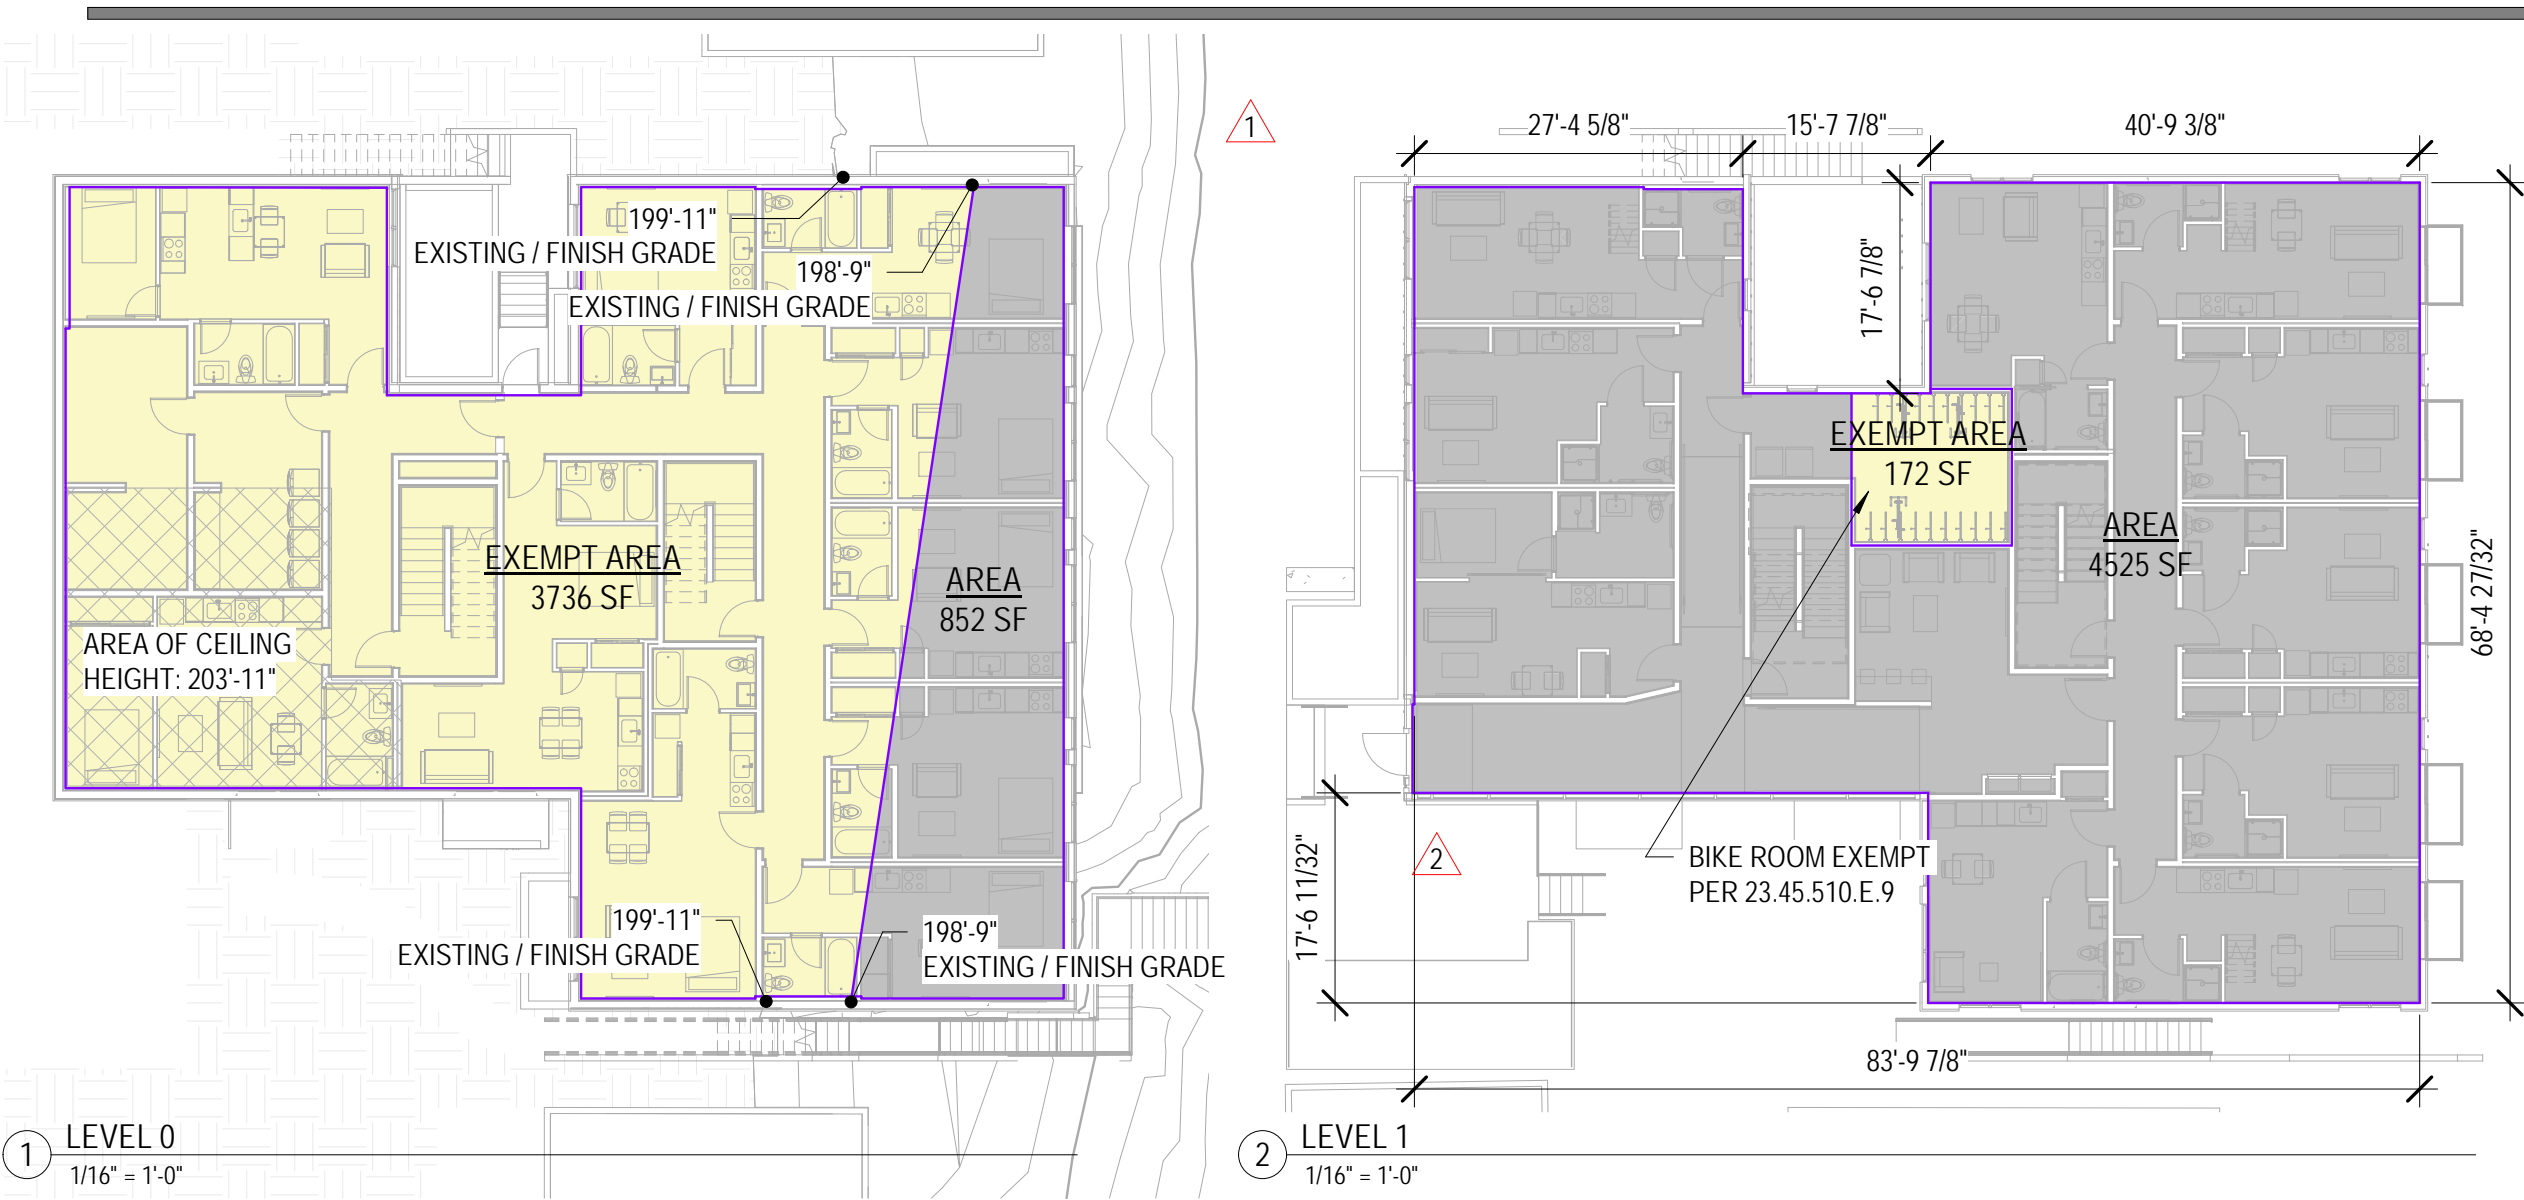 199'-11"
EXISTING / FINISH GRADE
198'-9"
EXISTING / FINISH GRADE
EXEMPT AREA
3736 SF
AREA
852 SF
AREA OF CEILING
HEIGHT: 203'-11"
199'-11"
EXISTING / FINISH GRADE
198'-9"
EXISTING / FINISH GRADE
1
LEVEL 0
1/16" = 1'-0"
1
27'-4 5/8"
15'-7 7/8"
40'-9 3/8"
17'-6 7/8"
EXEMPT AREA
172 SF
AREA
4525 SF
68'-4 27/32"
17'-6 11/32"
2
BIKE ROOM EXEMPT
PER 23.45.510.E.9
83'-9 7/8"
2
LEVEL 1
1/16" = 1'-0"